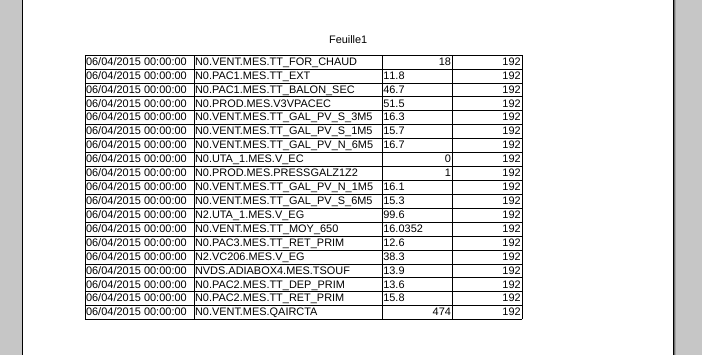 Feuille1
06/04/2015 00:00:00 N0.VENT.MES.TT_FOR_CHAUD 18 192
06/04/2015 00:00:00 N0.PAC1.MES.TT_EXT 11.8 192
06/04/2015 00:00:00 N0.PAC1.MES.TT_BALON_SEC 46.7 192
06/04/2015 00:00:00 N0.PROD.MES.V3VPACEC 51.5 192
06/04/2015 00:00:00 N0.VENT.MES.TT_GAL_PV_S_3M5 16.3 192
06/04/2015 00:00:00 N0.VENT.MES.TT_GAL_PV_S_1M5 15.7 192
06/04/2015 00:00:00 N0.VENT.MES.TT_GAL_PV_N_6M5 16.7 192
06/04/2015 00:00:00 N0.UTA_1.MES.V_EC 0 192
06/04/2015 00:00:00 N0.PROD.MES.PRESSGALZ1Z2 1 192
06/04/2015 00:00:00 N0.VENT.MES.TT_GAL_PV_N_1M5 16.1 192
06/04/2015 00:00:00 N0.VENT.MES.TT_GAL_PV_S_6M5 15.3 192
06/04/2015 00:00:00 N2.UTA_1.MES.V_EG 99.6 192
06/04/2015 00:00:00 N0.VENT.MES.TT_MOY_650 16.0352 192
06/04/2015 00:00:00 N0.PAC3.MES.TT_RET_PRIM 12.6 192
06/04/2015 00:00:00 N2.VC206.MES.V_EG 38.3 192
06/04/2015 00:00:00 NVDS.ADIABOX4.MES.TSOUF 13.9 192
06/04/2015 00:00:00 N0.PAC2.MES.TT_DEP_PRIM 13.6 192
06/04/2015 00:00:00 N0.PAC2.MES.TT_RET_PRIM 15.8 192
06/04/2015 00:00:00 N0.VENT.MES.QAIRCTA 474 192